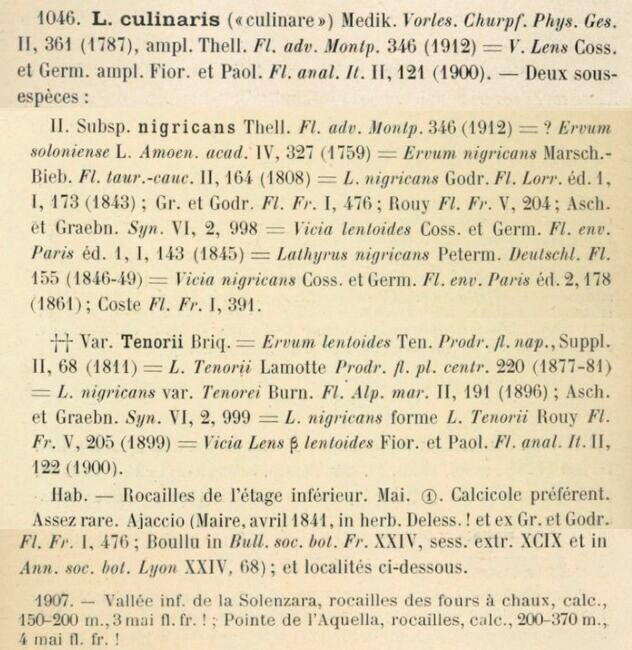 1046. L. culinaris («culinare») Medik. Vorles. Churpf. Phys. Ges.
II, 361 (1787), ampl. Thell. Fl. adv. Montp. 346 (1912) = V. Lens Coss.
et Germ. ampl. Fior. et Paol. Fl. anal. It. II, 121 (1900). — Deux sous-
espèces :
II. Subsp. nigricans Thell. Fl. adv. Montp. 346 (1912) = ? Ervum
soloniense L. Amoen. acad. IV, 327 (1759) = Ervum nigricans Marsch.-
Bieb. Fl. taur.-cauc. II, 164 (1808) = L. nigricans Godr. Fl. Lorr. éd. 1,
I, 173 (1843) ; Gr. et Godr. Fl. Fr. I, 476 ; Rouy Fl. Fr. V, 204 ; Asch.
et Graebn. Syn. VI, 2, 998 = Vicia lentoides Coss. et Germ. Fl. env.
Paris éd. 1, I, 143 (1845) = Lathyrus nigricans Peterm. Deutschl. Fl.
155 (1846-49) = Vicia nigricans Coss. et Germ. Fl. env. Paris éd. 2, 178
(1861) ; Coste Fl. Fr. I, 391.
†† Var. Tenorii Briq. = Ervum lentoides Ten. Prodr. fl. nap., Suppl.
II, 68 (1811) = L. Tenorii Lamotte Prodr. fl. pl. centr. 220 (1877-81)
= L. nigricans var. Tenorei Burn. Fl. Alp. mar. II, 191 (1896) ; Asch.
et Graebn. Syn. VI, 2, 999 = L. nigricans forme L. Tenorii Rouy Fl.
Fr. V, 205 (1899) = Vicia Lens β lentoides Fior. et Paol. Fl. anal. It. II,
122 (1900).
Hab. — Rocailles de l'étage inférieur. Mai. ①. Calcicole préférent.
Assez rare. Ajaccio (Maire, avril 1841, in herb. Deless. ! et ex Gr. et Godr.
Fl. Fr. I, 476 ; Boullu in Bull. soc. bot. Fr. XXIV, sess. extr. XCIX et in
Ann. soc. bot. Lyon XXIV, 68) ; et localités ci-dessous.
1907. — Vallée inf. de la Solenzara, rocailles des fours à chaux, calc.,
150-200 m., 3 mai fl. fr. ! ; Pointe de l'Aquella, rocailles, calc., 200-370 m.,
4 mai fl. fr. !